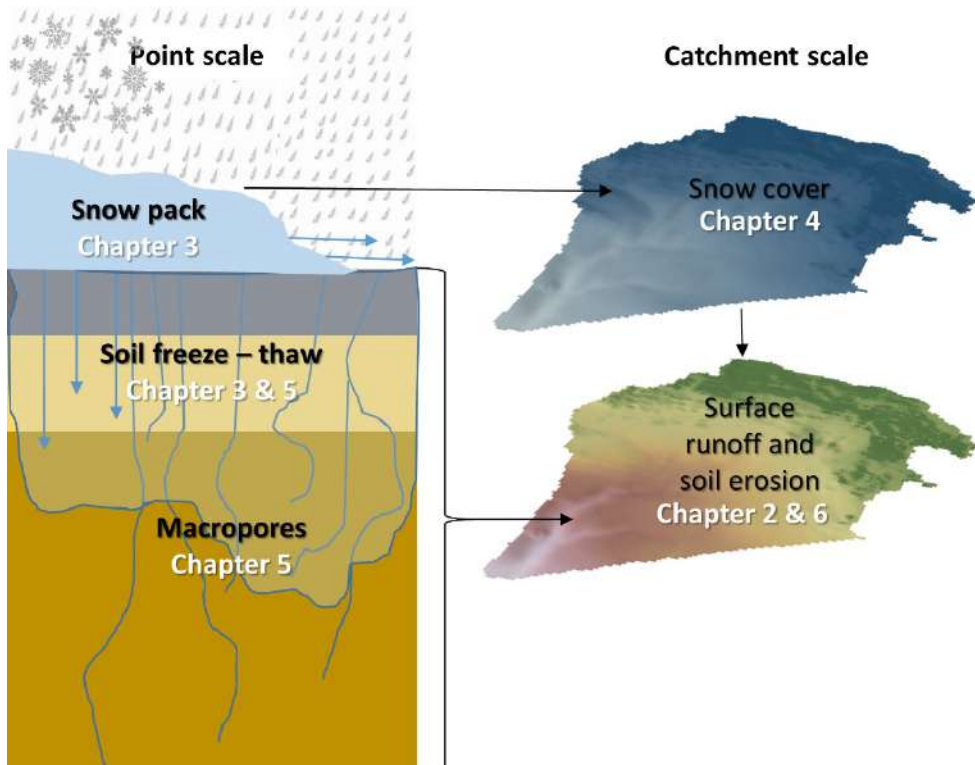 Point scale
Catchment scale
Snow pack
Chapter 3
Snow cover
Chapter 4
Soil freeze – thaw
Chapter 3 & 5
Surface
runoff and
soil erosion
Chapter 2 & 6
Macropores
Chapter 5